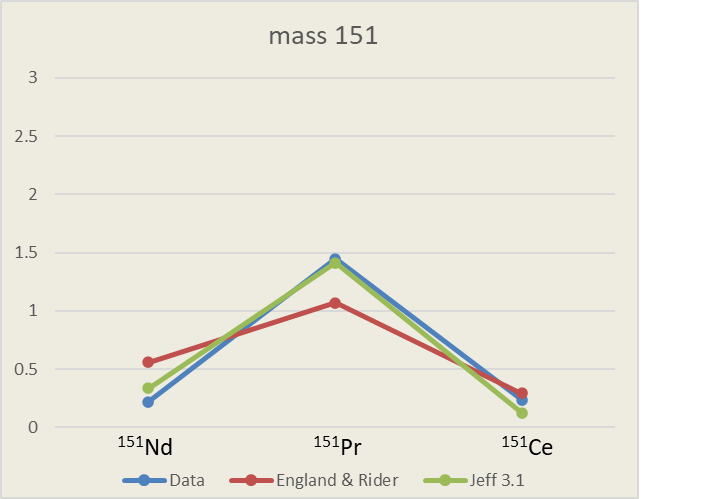 mass 151
3
2.5
2
1.5
1
0.5
0
¹⁵¹Nd ¹⁵¹Pr ¹⁵¹Ce
Data England & Rider Jeff 3.1